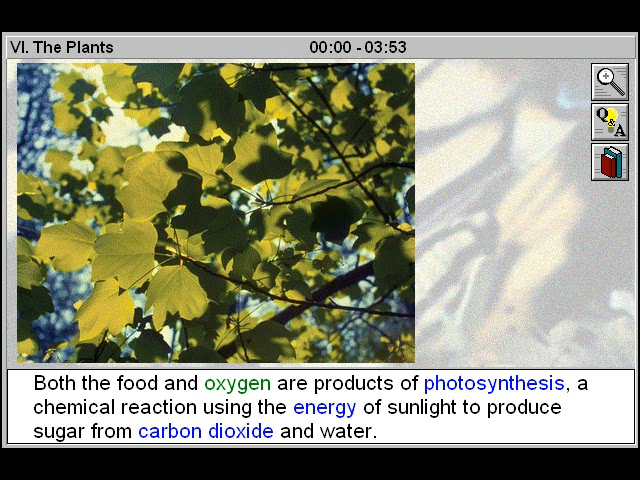 VI. The Plants 00:00 - 03:53
Q&A
Both the food and oxygen are products of photosynthesis, a
chemical reaction using the energy of sunlight to produce
sugar from carbon dioxide and water.